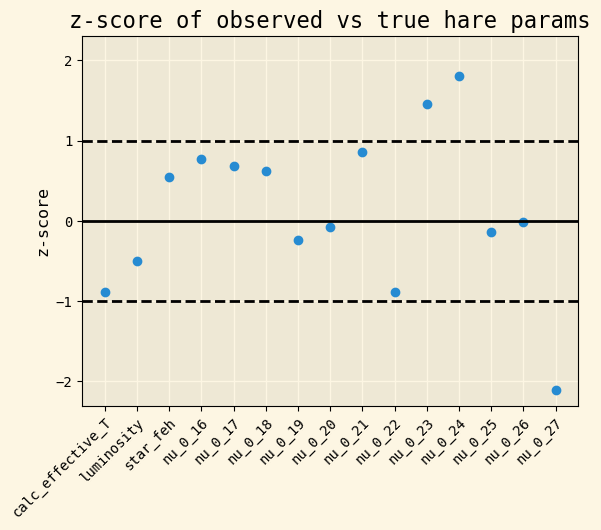 z-score of observed vs true hare params
z-score
2
1
0
−1
−2
calc_effective_T
luminosity
star_feh
nu_0_16
nu_0_17
nu_0_18
nu_0_19
nu_0_20
nu_0_21
nu_0_22
nu_0_23
nu_0_24
nu_0_25
nu_0_26
nu_0_27